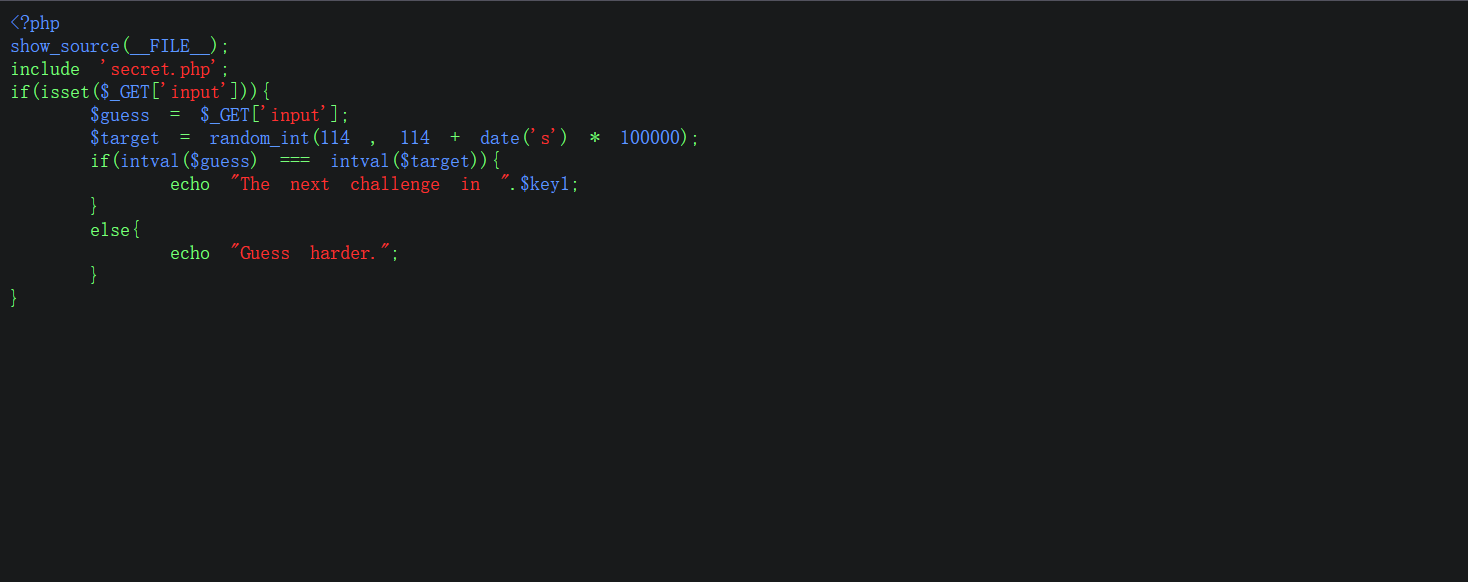 <?php
show_source(__FILE__);
include 'secret.php';
if(isset($_GET['input'])){
$guess = $_GET['input'];
$target = random_int(114 , 114 + date('s') * 100000);
if(intval($guess) === intval($target)){
echo "The next challenge in ".$key1;
}
else{
echo "Guess harder.";
}
}